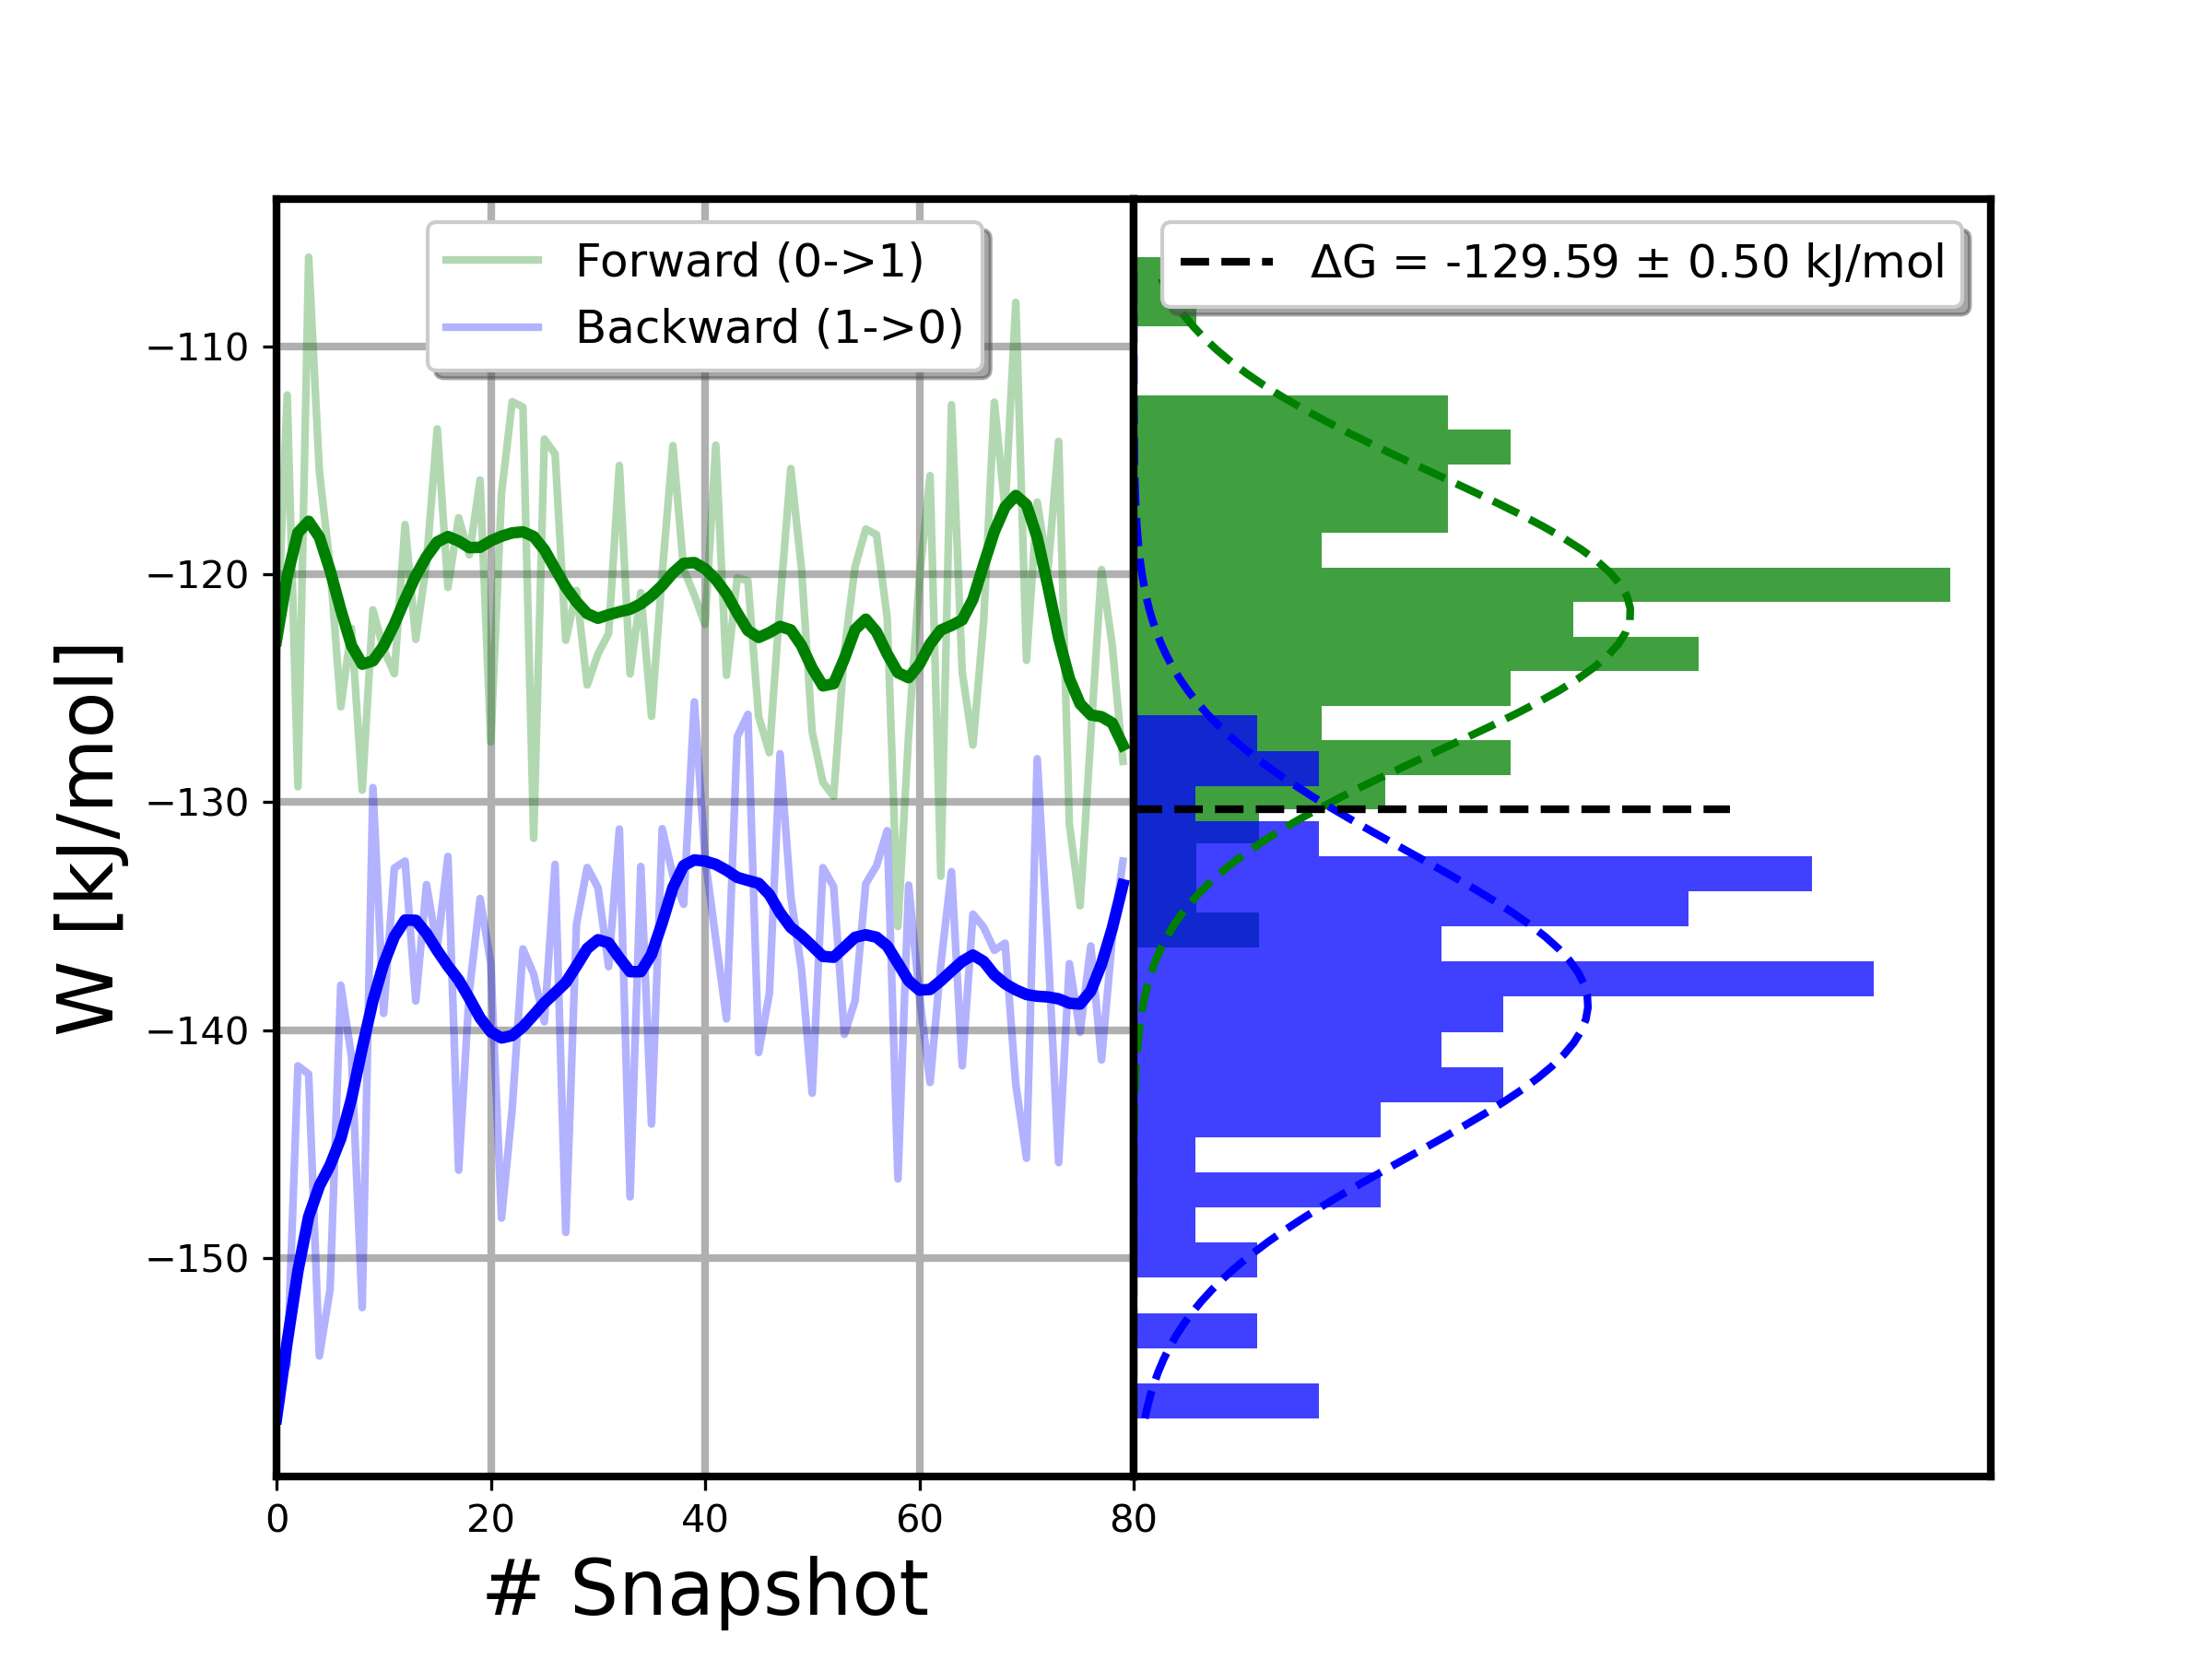 Forward (0->1)
Backward (1->0)
ΔG = -129.59 ± 0.50 kJ/mol
W [kJ/mol]
−110
−120
−130
−140
−150
0 20 40 60 80
# Snapshot